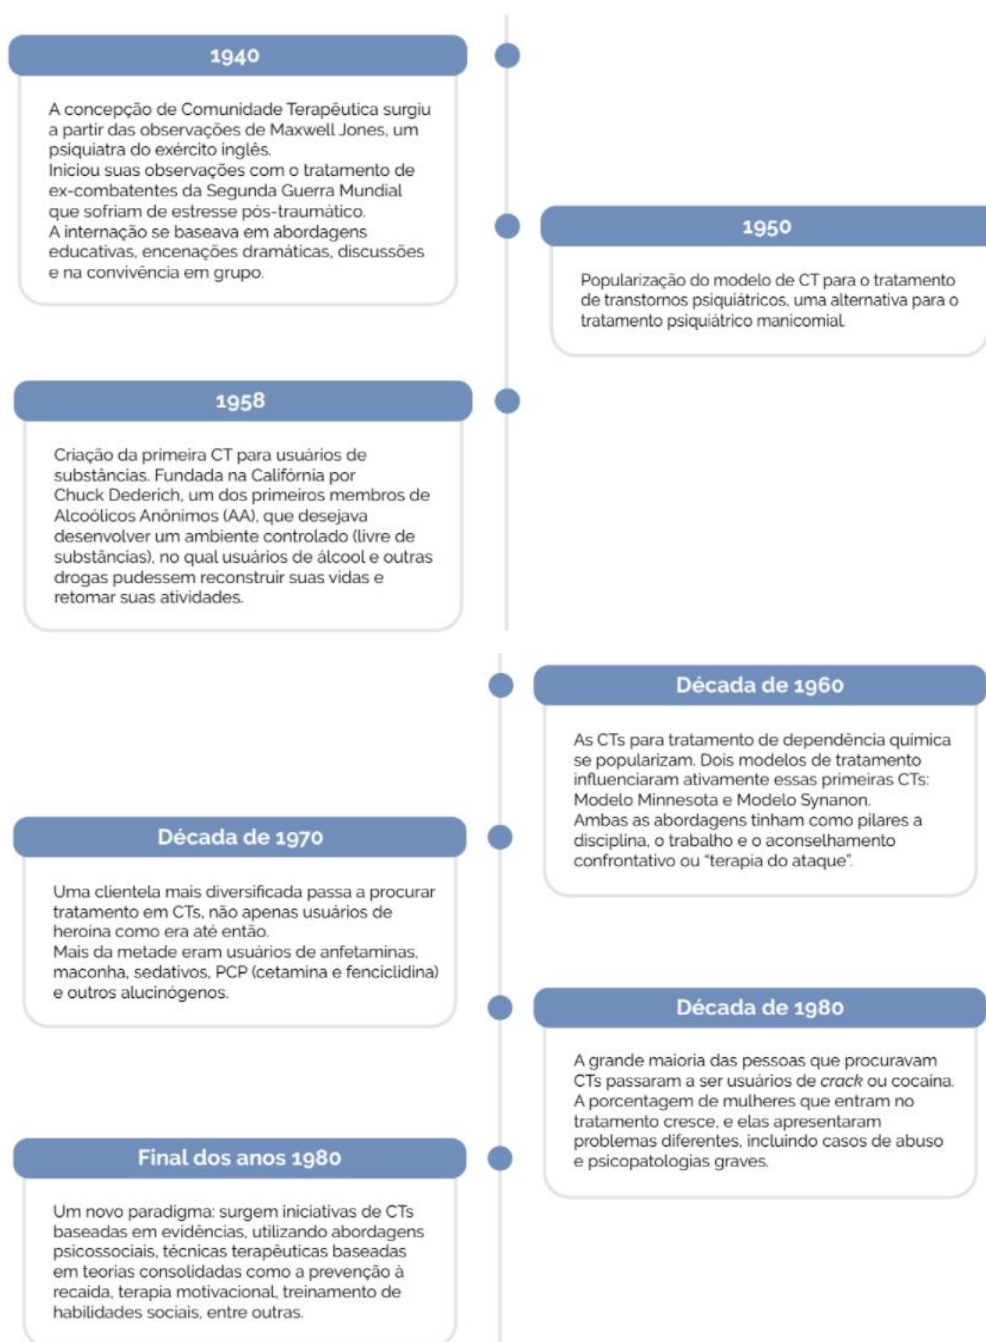 1940
A concepção de Comunidade Terapêutica surgiu
a partir das observações de Maxwell Jones, um
psiquiatra do exército inglês.
Iniciou suas observações com o tratamento de
ex-combatentes da Segunda Guerra Mundial
que sofriam de estresse pós-traumático.
A internação se baseava em abordagens
educativas, encenações dramáticas, discussões
e na convivência em grupo.
1950
Popularização do modelo de CT para o tratamento
de transtornos psiquiátricos, uma alternativa para o
tratamento psiquiátrico manicomial.
1958
Criação da primeira CT para usuários de
substâncias. Fundada na Califórnia por
Chuck Dederich, um dos primeiros membros de
Alcoólicos Anônimos (AA), que desejava
desenvolver um ambiente controlado (livre de
substâncias), no qual usuários de álcool e outras
drogas pudessem reconstruir suas vidas e
retomar suas atividades.
Década de 1960
As CTs para tratamento de dependência química
se popularizam. Dois modelos de tratamento
influenciaram ativamente essas primeiras CTs:
Modelo Minnesota e Modelo Synanon.
Ambas as abordagens tinham como pilares a
disciplina, o trabalho e o aconselhamento
confrontativo ou “terapia do ataque”.
Década de 1970
Uma clientela mais diversificada passa a procurar
tratamento em CTs, não apenas usuários de
heroína como era até então.
Mais da metade eram usuários de anfetaminas,
maconha, sedativos, PCP (cetamina e fenciclidina)
e outros alucinógenos.
Década de 1980
A grande maioria das pessoas que procuravam
CTs passaram a ser usuários de crack ou cocaína.
A porcentagem de mulheres que entram no
tratamento cresce, e elas apresentaram
problemas diferentes, incluindo casos de abuso
e psicopatologias graves.
Final dos anos 1980
Um novo paradigma: surgem iniciativas de CTs
baseadas em evidências, utilizando abordagens
psicossociais, técnicas terapêuticas baseadas
em teorias consolidadas como a prevenção à
recaída, terapia motivacional, treinamento de
habilidades sociais, entre outras.